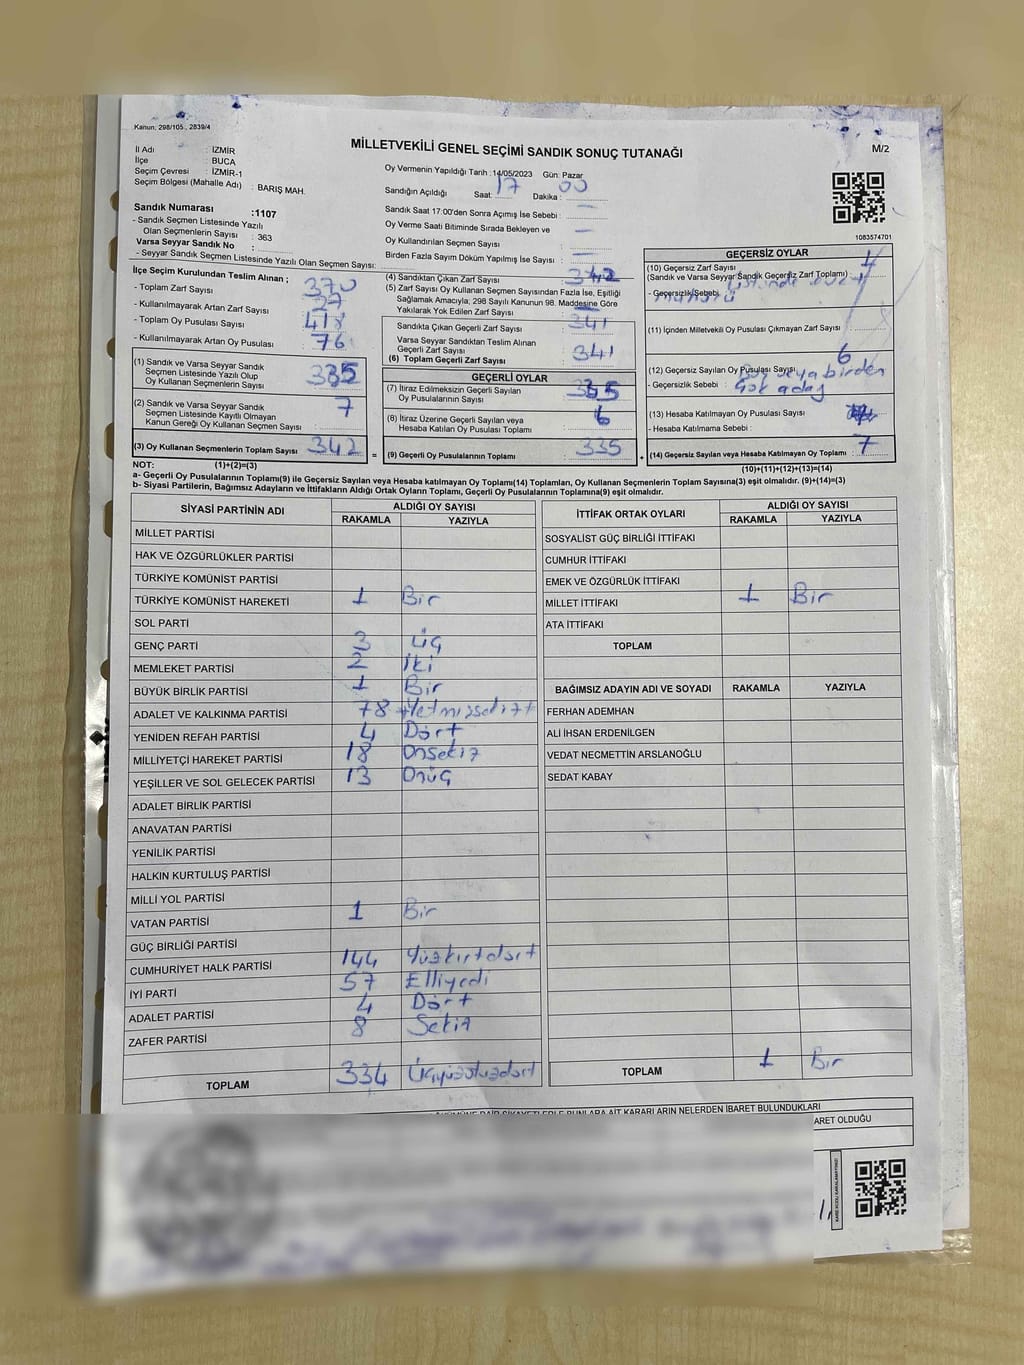 Kanun: 298/105., 2839/4
MİLLETVEKİLİ GENEL SEÇİMİ SANDIK SONUÇ TUTANAĞI
M/2
İl Adı : İZMİR
İlçe : BUCA
Seçim Çevresi : İZMİR-1
Seçim Bölgesi (Mahalle Adı) : BARIŞ MAH.
Sandık Numarası :1107
- Sandık Seçmen Listesinde Yazılı
Olan Seçmenlerin Sayısı : 363
Varsa Seyyar Sandık No :
- Seyyar Sandık Seçmen Listesinde Yazılı Olan Seçmen Sayısı:
Oy Vermenin Yapıldığı Tarih : 14/05/2023 Gün: Pazar
Sandığın Açıldığı Saat: 17 Dakika : 00
Sandık Saat 17:00'den Sonra Açımış İse Sebebi : —
Oy Verme Saati Bitiminde Sırada Bekleyen ve
Oy Kullandırılan Seçmen Sayısı : —
Birden Fazla Sayım Döküm Yapılmış İse Sayısı : —
1083574701
İlçe Seçim Kurulundan Teslim Alınan ;
- Toplam Zarf Sayısı : 370
- Kullanılmayarak Artan Zarf Sayısı : 27
- Toplam Oy Pusulası Sayısı : 418
- Kullanılmayarak Artan Oy Pusulası : 76
(1) Sandık ve Varsa Seyyar Sandık
Seçmen Listesinde Yazılı Olup
Oy Kullanan Seçmenlerin Sayısı : 335
(2) Sandık ve Varsa Seyyar Sandık
Seçmen Listesinde Kayıtlı Olmayan
Kanun Gereği Oy Kullanan Seçmen Sayısı : 7
(3) Oy Kullanan Seçmenlerin Toplam Sayısı : 342
=
(4) Sandıktan Çıkan Zarf Sayısı : 342
(5) Zarf Sayısı Oy Kullanan Seçmen Sayısından Fazla İse, Eşitliği
Sağlamak Amacıyla; 298 Sayılı Kanunun 98. Maddesine Göre
Yakılarak Yok Edilen Zarf Sayısı : —
Sandıkta Çıkan Geçerli Zarf Sayısı : 341
Varsa Seyyar Sandıktan Teslim Alınan
Geçerli Zarf Sayısı :
(6) Toplam Geçerli Zarf Sayısı : 341
GEÇERLİ OYLAR
(7) İtiraz Edilmeksizin Geçerli Sayılan
Oy Pusulasının Sayısı : 335
(8) İtiraz Üzerine Geçerli Sayılan veya
Hesaba Katılan Oy Pusulası Toplamı : 6
(9) Geçerli Oy Pusulalarının Toplamı : 335
+
GEÇERSİZ OYLAR
(10) Geçersiz Zarf Sayısı
(Sandık ve Varsa Seyyar Sandık Geçersiz Zarf Toplamı) : 1
- Geçersizlik Sebebi : üstünde
mühürü
(11) İçinden Milletvekili Oy Pusulası Çıkmayan Zarf Sayısı :
(12) Geçersiz Sayılan Oy Pusulası Sayısı : 6
- Geçersizlik Sebebi : veya birden
çok aday
(13) Hesaba Katılmayan Oy Pusulası Sayısı :
- Hesaba Katılmama Sebebi :
(14) Geçersiz Sayılan veya Hesaba Katılmayan Oy Toplamı : 7
NOT: (1)+(2)=(3)
(10)+(11)+(12)+(13)=(14)
a- Geçerli Oy Pusulalarının Toplamı(9) ile Geçersiz Sayılan veya Hesaba katılmayan Oy Toplamı(14) Toplamları, Oy Kullanan Seçmenlerin Toplam Sayısına(3) eşit olmalıdır. (9)+(14)=(3)
b- Siyasi Partilerin, Bağımsız Adayların ve İttifakların Aldığı Ortak Oyların Toplamı, Geçerli Oy Pusulalarının Toplamına(9) eşit olmalıdır.
SİYASİ PARTİNİN ADI ALDIĞI OY SAYISI
RAKAMLA YAZIYLA
MİLLET PARTİSİ
HAK VE ÖZGÜRLÜKLER PARTİSİ
TÜRKİYE KOMÜNİST PARTİSİ
TÜRKİYE KOMÜNİST HAREKETİ 1 Bir
SOL PARTİ
GENÇ PARTİ 3 Üç
MEMLEKET PARTİSİ 2 İki
BÜYÜK BİRLİK PARTİSİ 1 Bir
ADALET VE KALKINMA PARTİSİ 78 Yetmişsekiz
YENİDEN REFAH PARTİSİ 4 Dört
MİLLİYETÇİ HAREKET PARTİSİ 18 Onsekiz
YEŞİLLER VE SOL GELECEK PARTİSİ 13 Onüç
ADALET BİRLİK PARTİSİ
ANAVATAN PARTİSİ
YENİLİK PARTİSİ
HALKIN KURTULUŞ PARTİSİ
MİLLİ YOL PARTİSİ
VATAN PARTİSİ 1 Bir
GÜÇ BİRLİĞİ PARTİSİ
CUMHURİYET HALK PARTİSİ 144 Yüzkırkdört
İYİ PARTİ 57 Elliyedi
ADALET PARTİSİ 4 Dört
ZAFER PARTİSİ 8 Sekiz
TOPLAM 334 Üçyüzotuzdört
İTTİFAK ORTAK OYLARI ALDIĞI OY SAYISI
RAKAMLA YAZIYLA
SOSYALİST GÜÇ BİRLİĞİ İTTİFAKI
CUMHUR İTTİFAKI
EMEK VE ÖZGÜRLÜK İTTİFAKI
MİLLET İTTİFAKI 1 Bir
ATA İTTİFAKI
TOPLAM
BAĞIMSIZ ADAYIN ADI VE SOYADI RAKAMLA YAZIYLA
FERHAN ADEMHAN
ALİ İHSAN ERDENİLGEN
VEDAT NECMETTİN ARSLANOĞLU
SEDAT KABAY
TOPLAM 1 Bir
DAİR ŞİKAYETLERLE BUNLARA AİT KARARLARIN NELERDEN İBARET BULUNDUKLARI
OLDUĞU